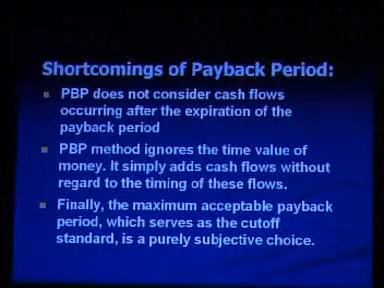 Shortcomings of Payback Period:
PBP does not consider cash flows
occurring after the expiration of the
payback period
PBP method ignores the time value of
money. It simply adds cash flows without
regard to the timing of these flows.
Finally, the maximum acceptable payback
period, which serves as the cutoff
standard, is a purely subjective choice.